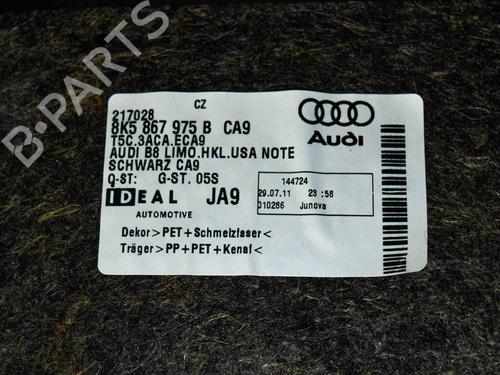 CZ
217028
8K5 867 975 B CA9
T5C.3ACA.ECA9
AUDI B8 LIMO.HKL.USA NOTE
SCHWARZ CA9
Q-ST: G-ST. 05S
IDEAL JA9
AUTOMOTIVE
Audi
144724
29.07.11 23:58
010286 Junova
Dekor>PET+Schmelzfaser<
Träger>PP+PET+Kenaf<
B-PARTS